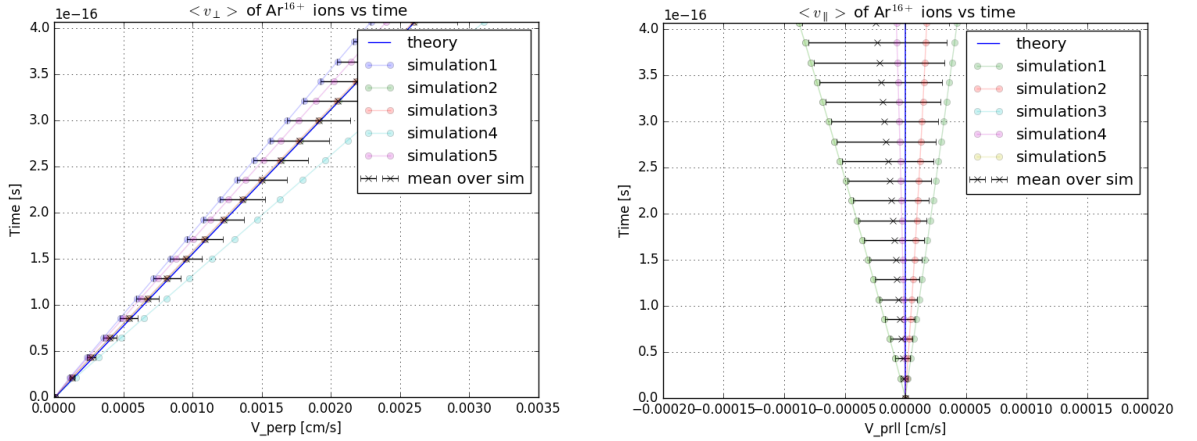 <v⊥> of Ar16+ ions vs time
1e−16
4.0
3.5
3.0
2.5
2.0
1.5
1.0
0.5
0.0
Time [s]
theory
simulation1
simulation2
simulation3
simulation4
simulation5
mean over sim
0.0000 0.0005 0.0010 0.0015 0.0020 0.0025 0.0030 0.0035
V_perp [cm/s]
<v∥> of Ar16+ ions vs time
1e−16
4.0
3.5
3.0
2.5
2.0
1.5
1.0
0.5
0.0
Time [s]
theory
simulation1
simulation2
simulation3
simulation4
simulation5
mean over sim
−0.00020 −0.00015 −0.00010 −0.00005 0.00000 0.00005 0.00010 0.00015 0.00020
V_prll [cm/s]